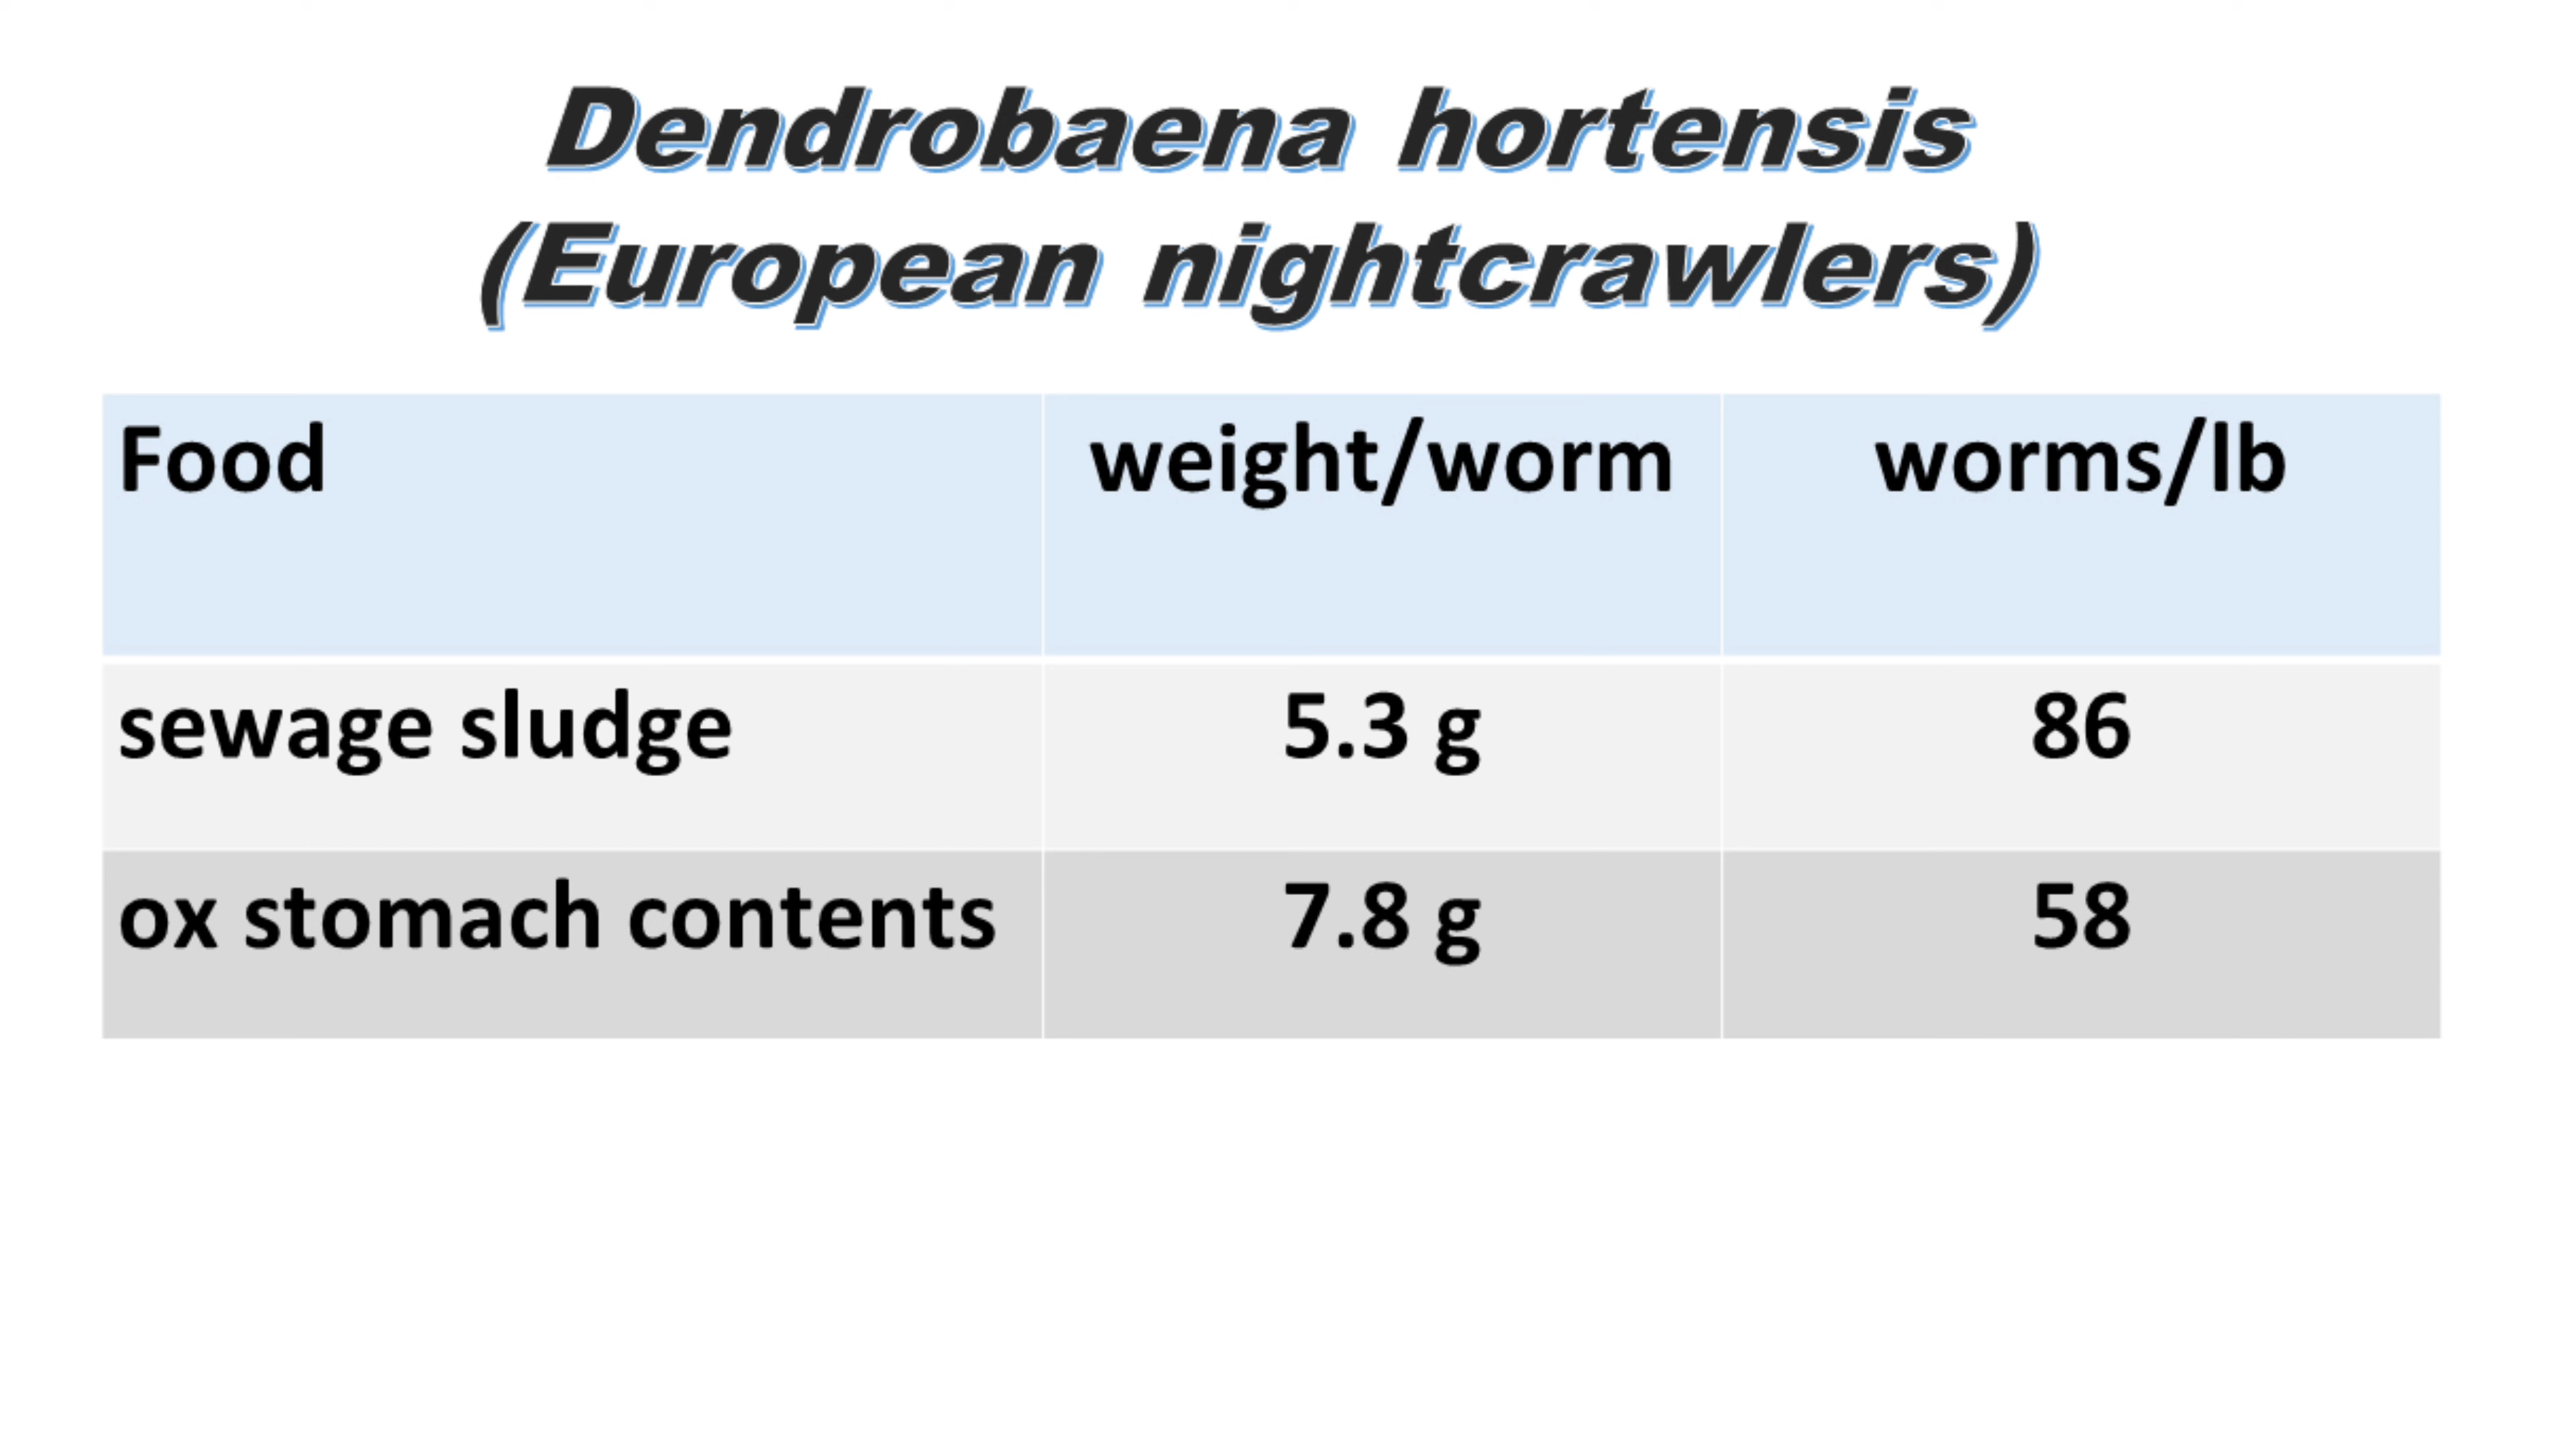 Dendrobaena hortensis
(European nightcrawlers)
Food weight/worm worms/lb
sewage sludge 5.3 g 86
ox stomach contents 7.8 g 58